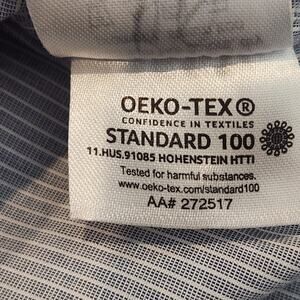 OEKO-TEX®
CONFIDENCE IN TEXTILES
STANDARD 100
11.HUS.91085 HOHENSTEIN HTTI
Tested for harmful substances.
www.oeko-tex.com/standard100
AA# 272517